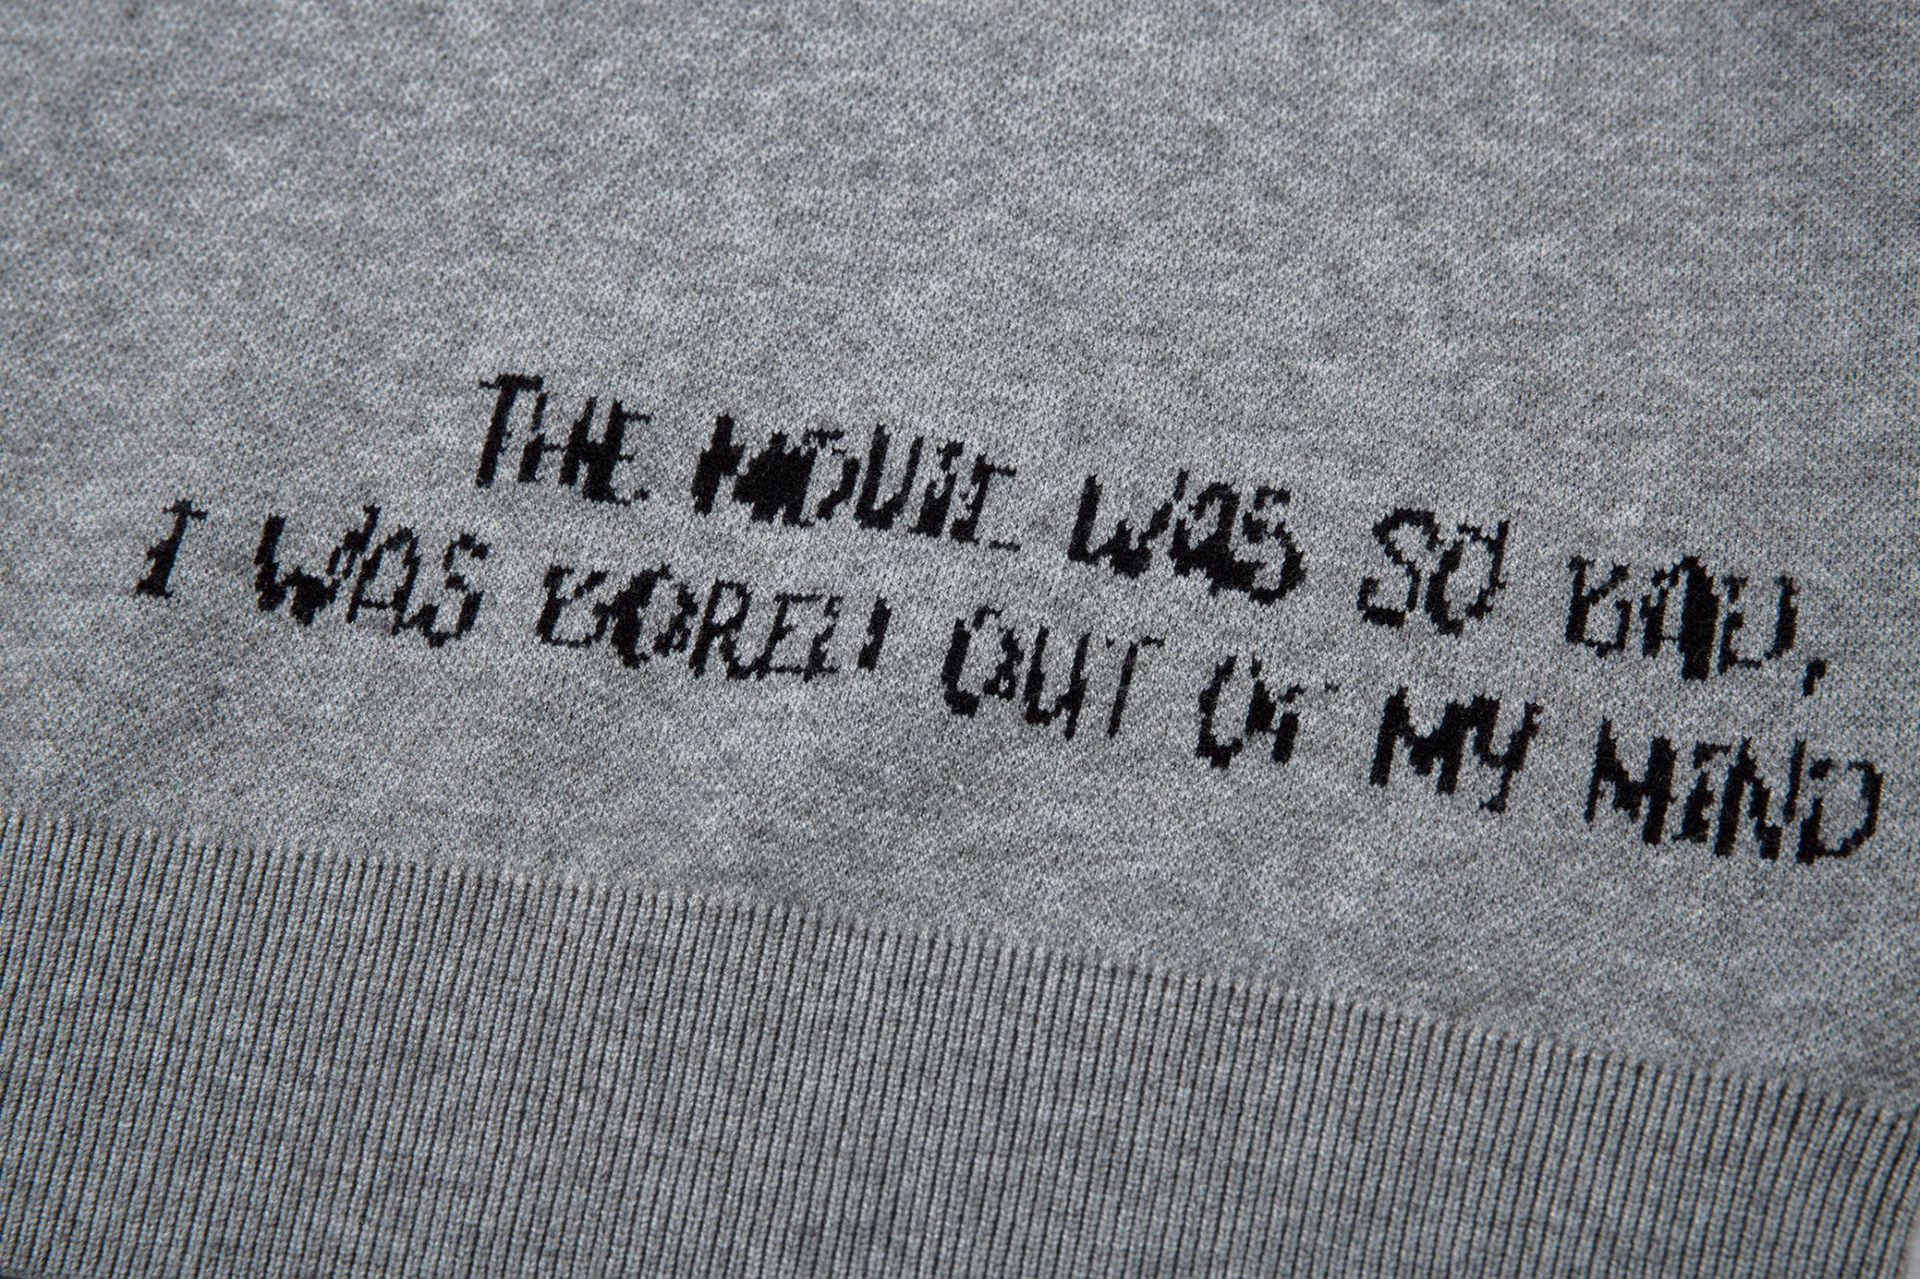 THE MOVIE WAS SO BAD,
I WAS BORED OUT OF MY MIND